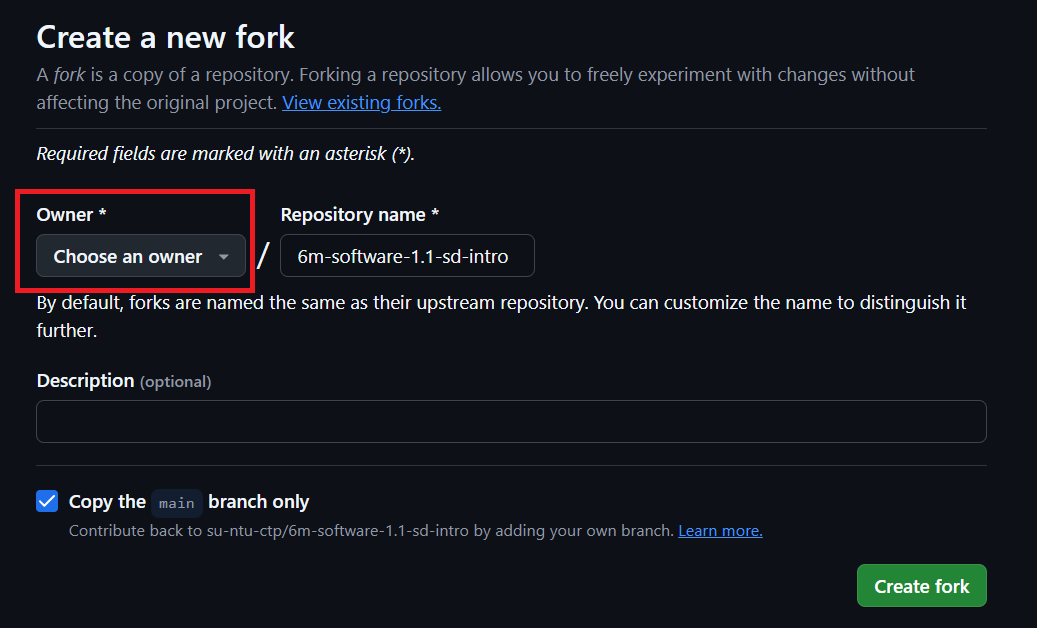 Create a new fork
A fork is a copy of a repository. Forking a repository allows you to freely experiment with changes without
affecting the original project. View existing forks.
Required fields are marked with an asterisk (*).
Owner *
Repository name *
Choose an owner
/
6m-software-1.1-sd-intro
By default, forks are named the same as their upstream repository. You can customize the name to distinguish it
further.
Description (optional)
Copy the main branch only
Contribute back to su-ntu-ctp/6m-software-1.1-sd-intro by adding your own branch. Learn more.
Create fork